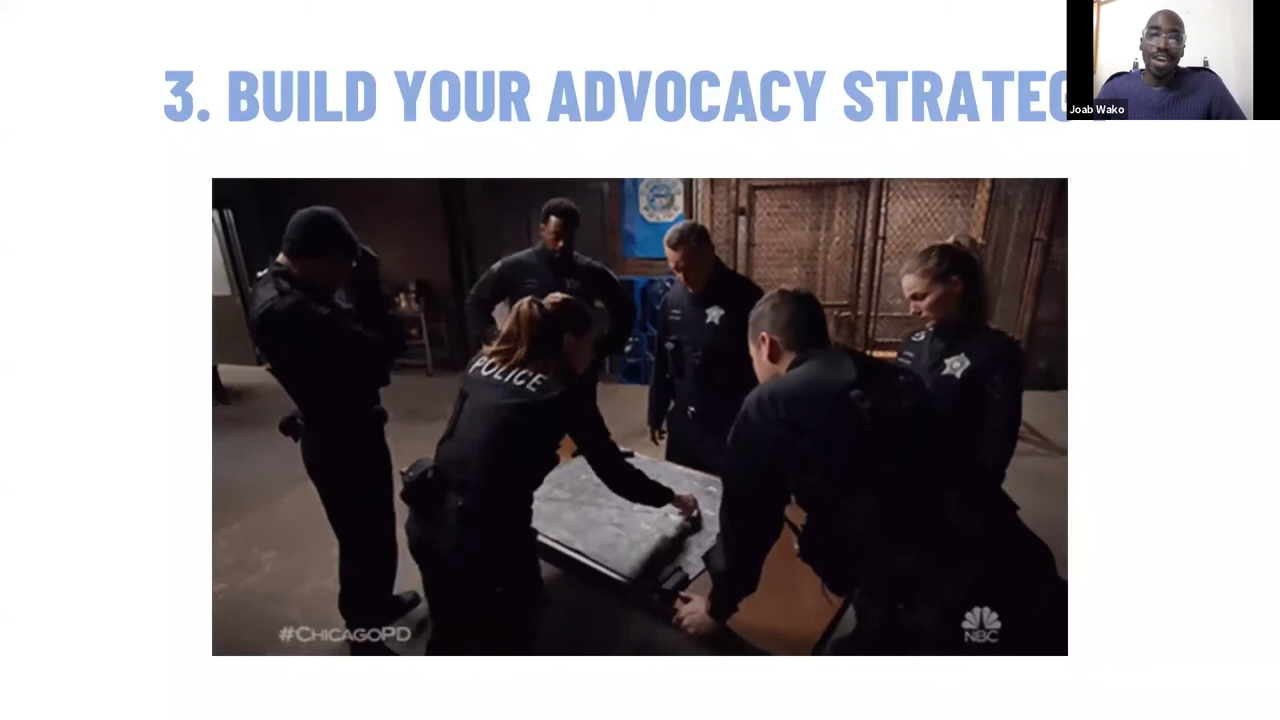 3. BUILD YOUR ADVOCACY STRATEG
Joab Wako
POLICE
#CHICAGOPD
NBC